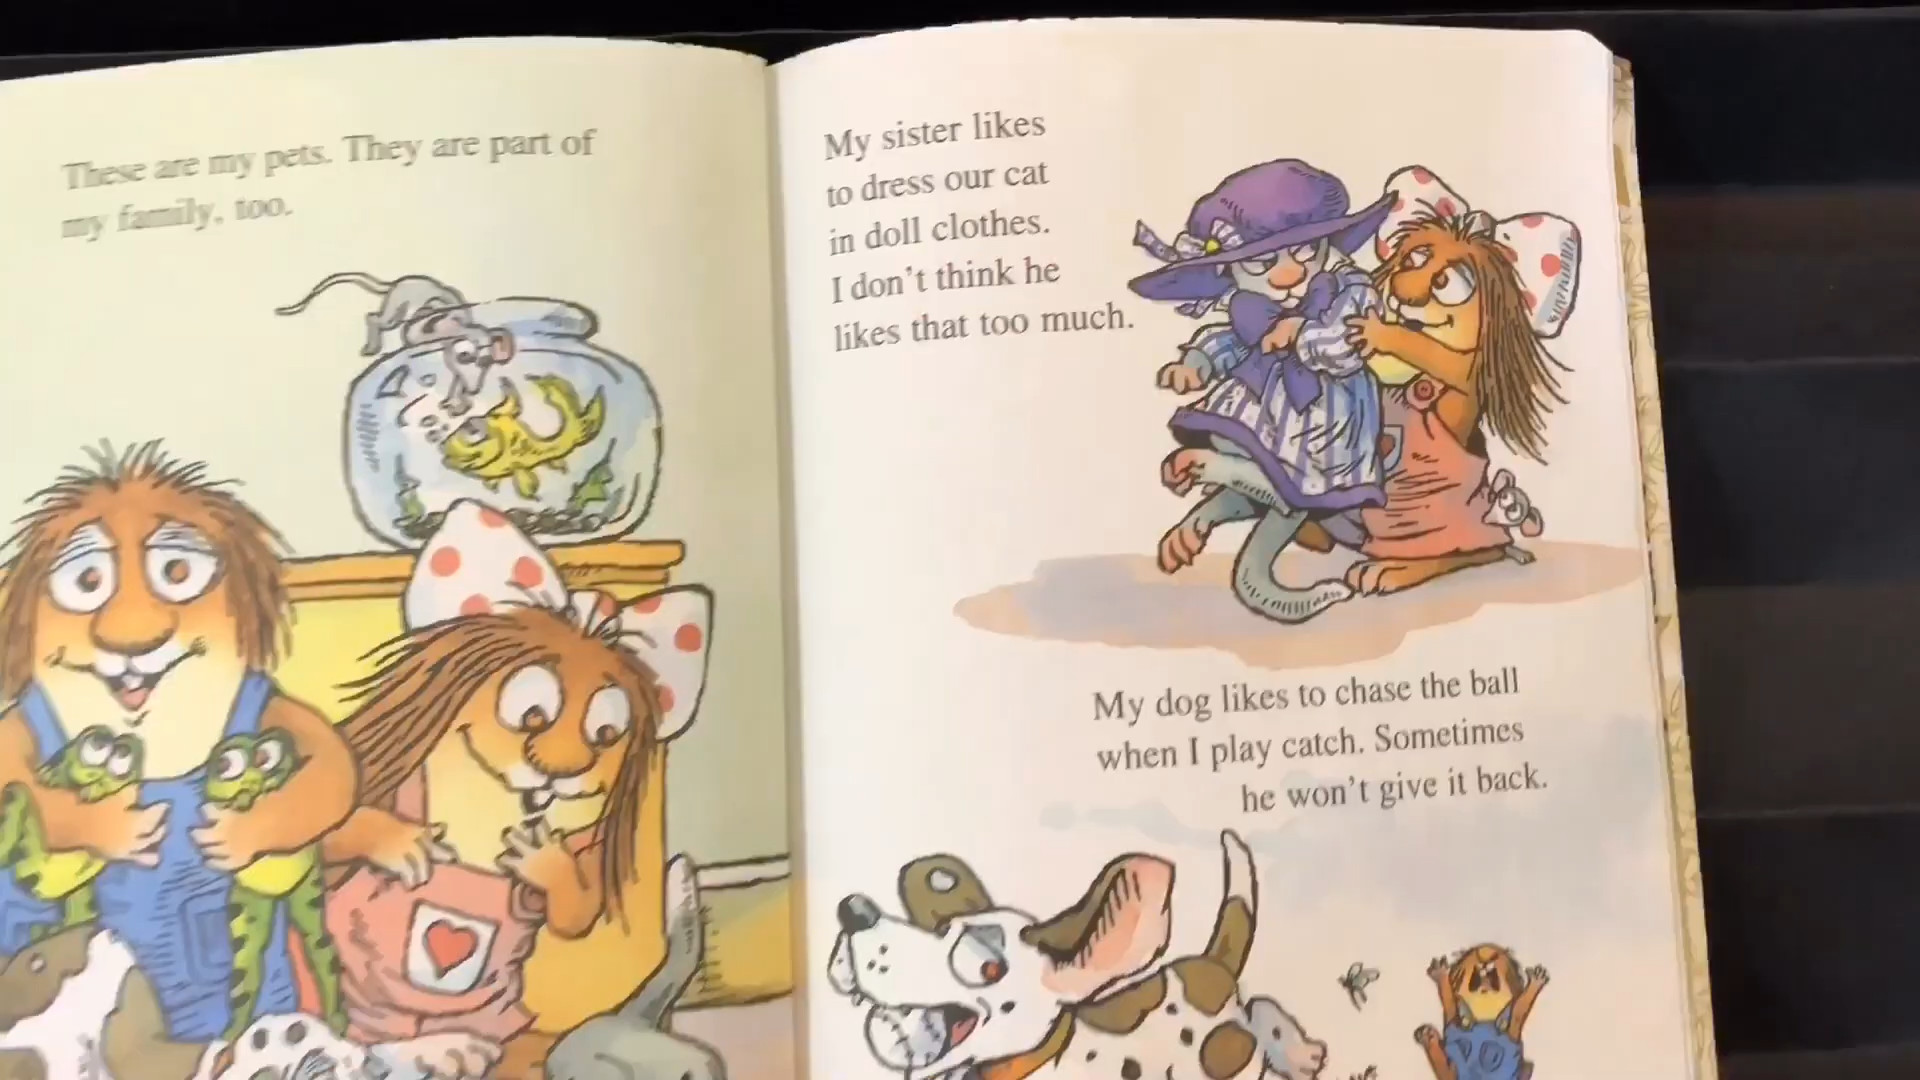 These are my pets. They are part of
my family, too.
My sister likes
to dress our cat
in doll clothes.
I don't think he
likes that too much.
My dog likes to chase the ball
when I play catch. Sometimes
he won't give it back.